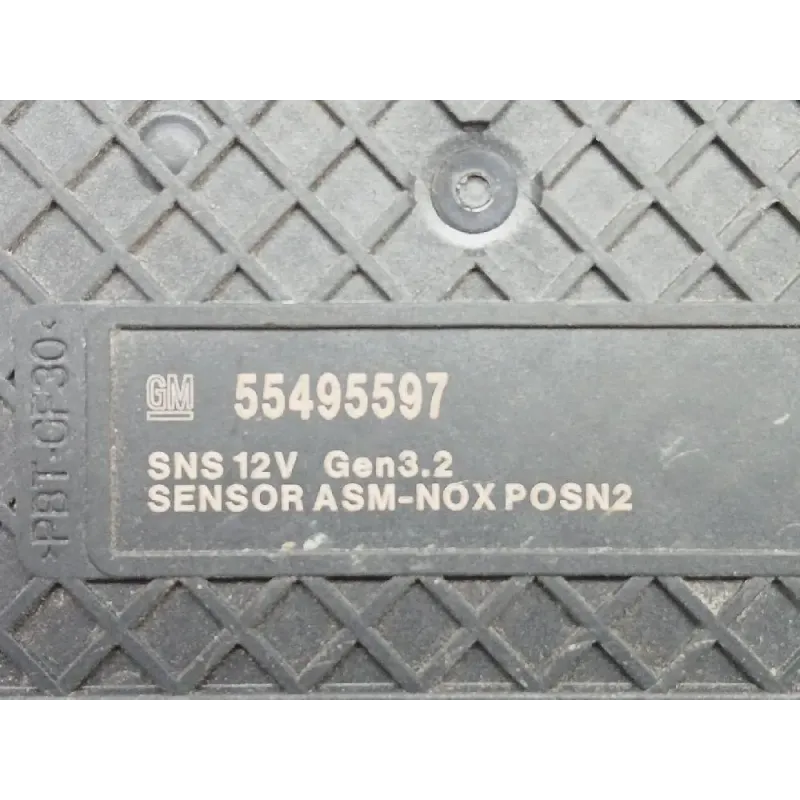 GM 55495597
SNS 12V Gen3.2
SENSOR ASM-NOX POSN2
>PBT-GF30<